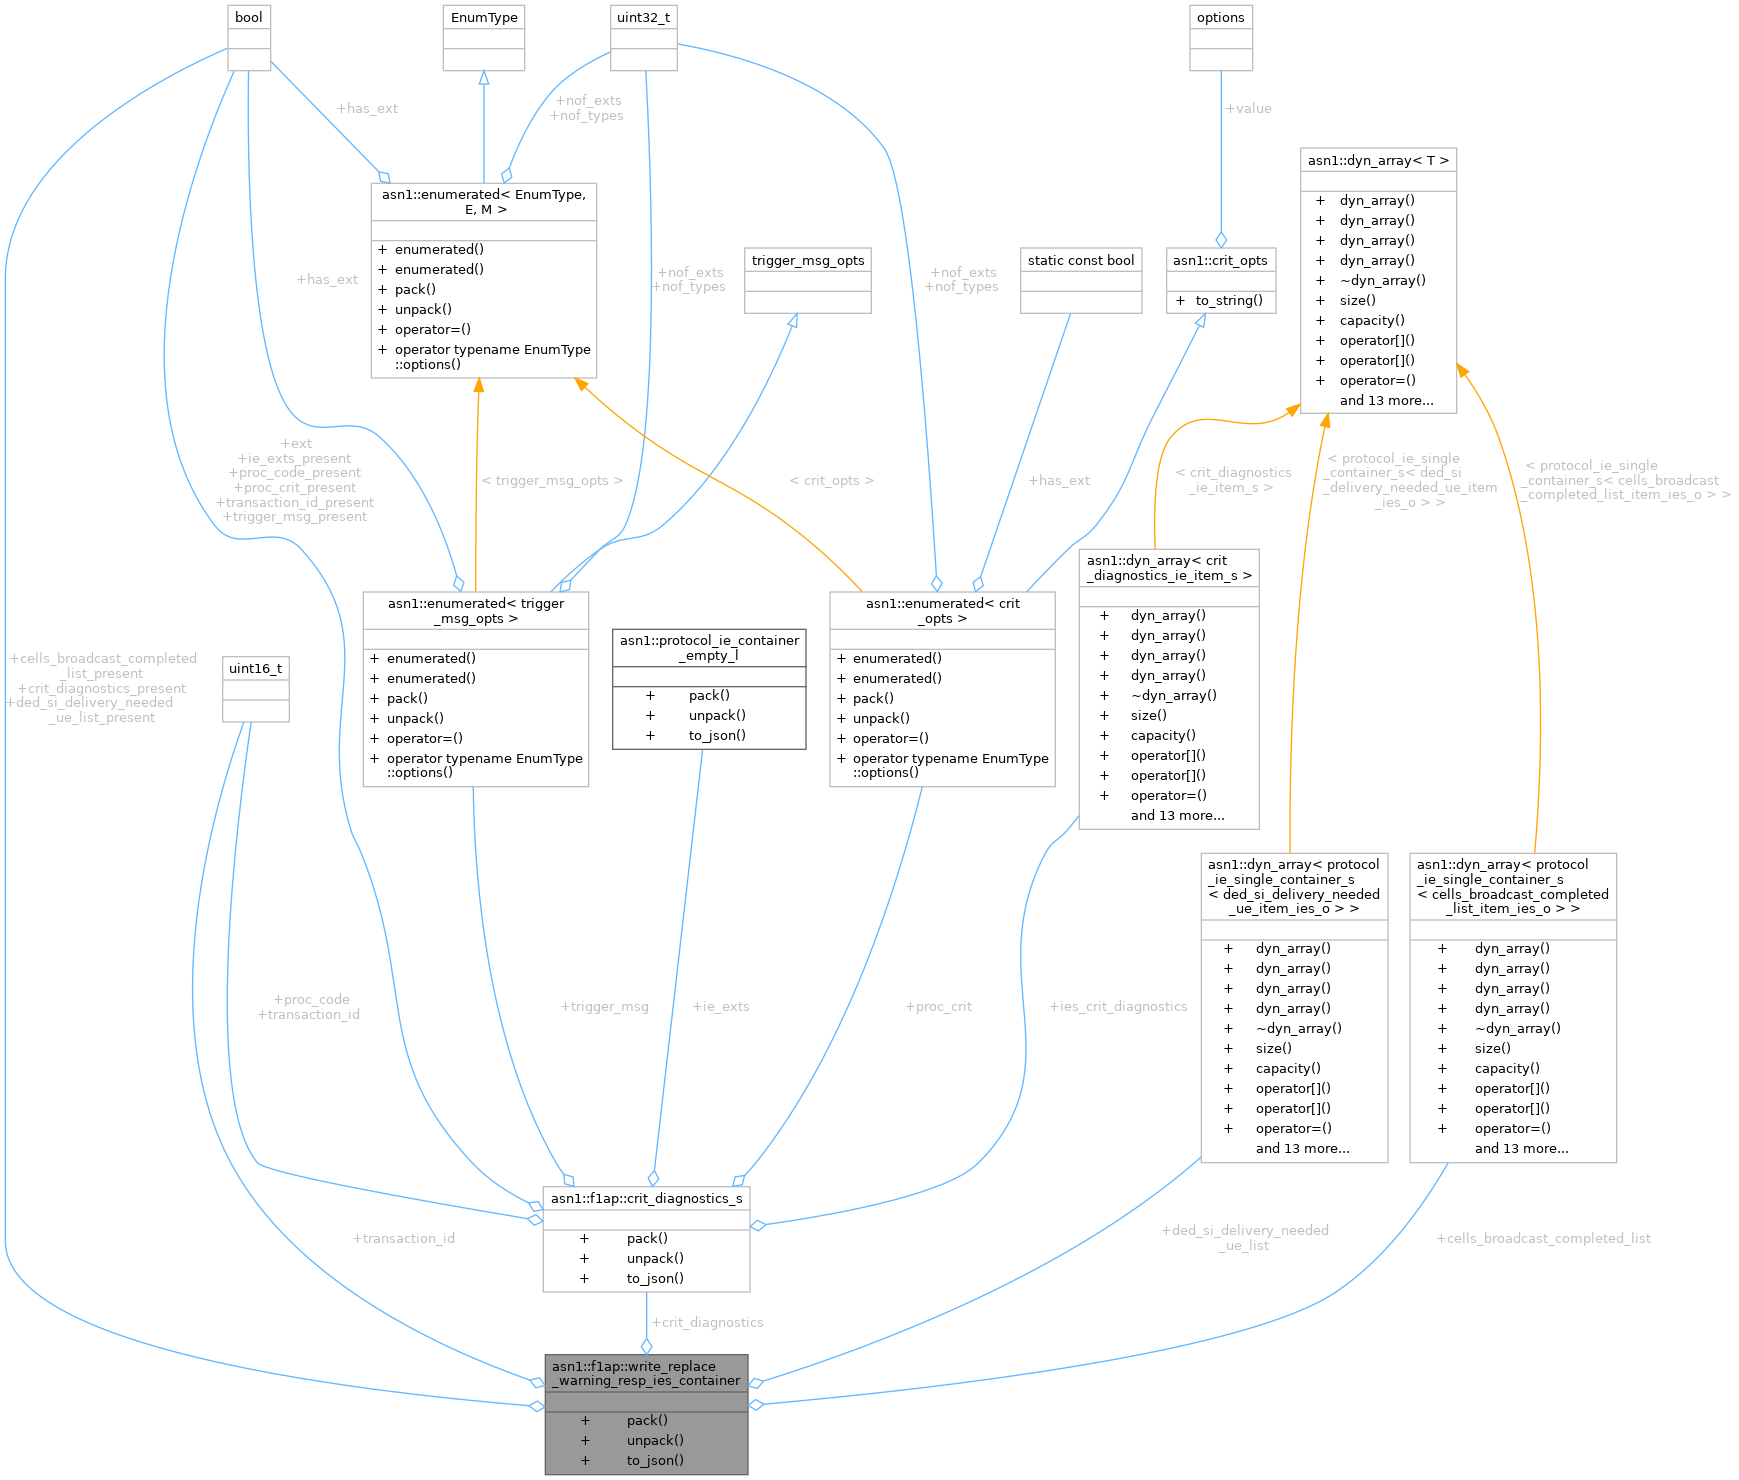 bool
EnumType
uint32_t
options
+has_ext
+nof_exts
+nof_types
+value
asn1::dyn_array< T >
+ dyn_array()
+ dyn_array()
+ dyn_array()
+ dyn_array()
+ ~dyn_array()
+ size()
+ capacity()
+ operator[]()
+ operator[]()
+ operator=()
and 13 more...
asn1::enumerated< EnumType,
E, M >
+ enumerated()
+ enumerated()
+ pack()
+ unpack()
+ operator=()
+ operator typename EnumType
::options()
trigger_msg_opts
static const bool
asn1::crit_opts
+ to_string()
+has_ext
+nof_exts
+nof_types
+nof_exts
+nof_types
+ext
+ie_exts_present
+proc_code_present
+proc_crit_present
+transaction_id_present
+trigger_msg_present
< trigger_msg_opts >
< crit_opts >
+has_ext
< crit_diagnostics
_ie_item_s >
< protocol_ie_single
_container_s< ded_si
_delivery_needed_ue_item
_ies_o > >
< protocol_ie_single
_container_s< cells_broadcast
_completed_list_item_ies_o > >
asn1::enumerated< trigger
_msg_opts >
+ enumerated()
+ enumerated()
+ pack()
+ unpack()
+ operator=()
+ operator typename EnumType
::options()
asn1::protocol_ie_container
_empty_l
+ pack()
+ unpack()
+ to_json()
asn1::enumerated< crit
_opts >
+ enumerated()
+ enumerated()
+ pack()
+ unpack()
+ operator=()
+ operator typename EnumType
::options()
asn1::dyn_array< crit
_diagnostics_ie_item_s >
+ dyn_array()
+ dyn_array()
+ dyn_array()
+ dyn_array()
+ ~dyn_array()
+ size()
+ capacity()
+ operator[]()
+ operator[]()
+ operator=()
and 13 more...
+cells_broadcast_completed
_list_present
+crit_diagnostics_present
+ded_si_delivery_needed
_ue_list_present
uint16_t
asn1::dyn_array< protocol
_ie_single_container_s
< ded_si_delivery_needed
_ue_item_ies_o > >
+ dyn_array()
+ dyn_array()
+ dyn_array()
+ dyn_array()
+ ~dyn_array()
+ size()
+ capacity()
+ operator[]()
+ operator[]()
+ operator=()
and 13 more...
asn1::dyn_array< protocol
_ie_single_container_s
< cells_broadcast_completed
_list_item_ies_o > >
+ dyn_array()
+ dyn_array()
+ dyn_array()
+ dyn_array()
+ ~dyn_array()
+ size()
+ capacity()
+ operator[]()
+ operator[]()
+ operator=()
and 13 more...
+proc_code
+transaction_id
+trigger_msg
+ie_exts
+proc_crit
+ies_crit_diagnostics
asn1::f1ap::crit_diagnostics_s
+ pack()
+ unpack()
+ to_json()
+transaction_id
+ded_si_delivery_needed
_ue_list
+cells_broadcast_completed_list
+crit_diagnostics
asn1::f1ap::write_replace
_warning_resp_ies_container
+ pack()
+ unpack()
+ to_json()